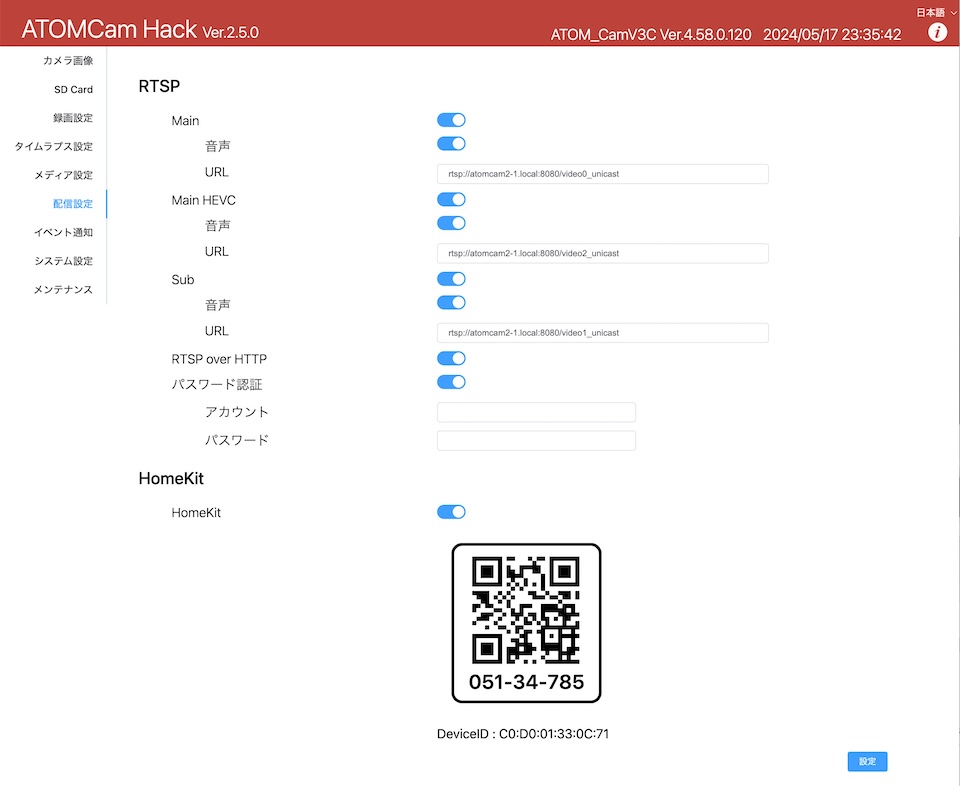 日本語
ATOMCam Hack Ver.2.5.0
ATOM_CamV3C Ver.4.58.0.120 2024/05/17 23:35:42
i
カメラ画像
SD Card
録画設定
タイムラプス設定
メディア設定
配信設定
イベント通知
システム設定
メンテナンス
RTSP
Main
音声
URL rtsp://atomcam2-1.local:8080/video0_unicast
Main HEVC
音声
URL rtsp://atomcam2-1.local:8080/video2_unicast
Sub
音声
URL rtsp://atomcam2-1.local:8080/video1_unicast
RTSP over HTTP
パスワード認証
アカウント
パスワード
HomeKit
HomeKit
051-34-785
DeviceID : C0:D0:01:33:0C:71
設定